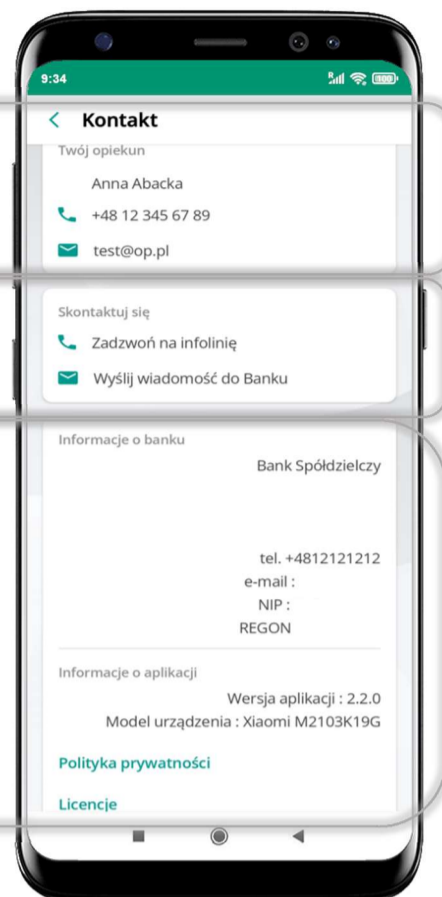 9:34
R
100
Kontakt
Twój opiekun
Anna Abacka
+48 12 345 67 89
test@op.pl
Skontaktuj się
Zadzwoń na infolinię
Wyślij wiadomość do Banku
Informacje o banku
Bank Spółdzielczy
tel. +4812121212
e-mail :
NIP :
REGON
Informacje o aplikacji
Wersja aplikacji : 2.2.0
Model urządzenia : Xiaomi M2103K19G
Polityka prywatności
Licencje